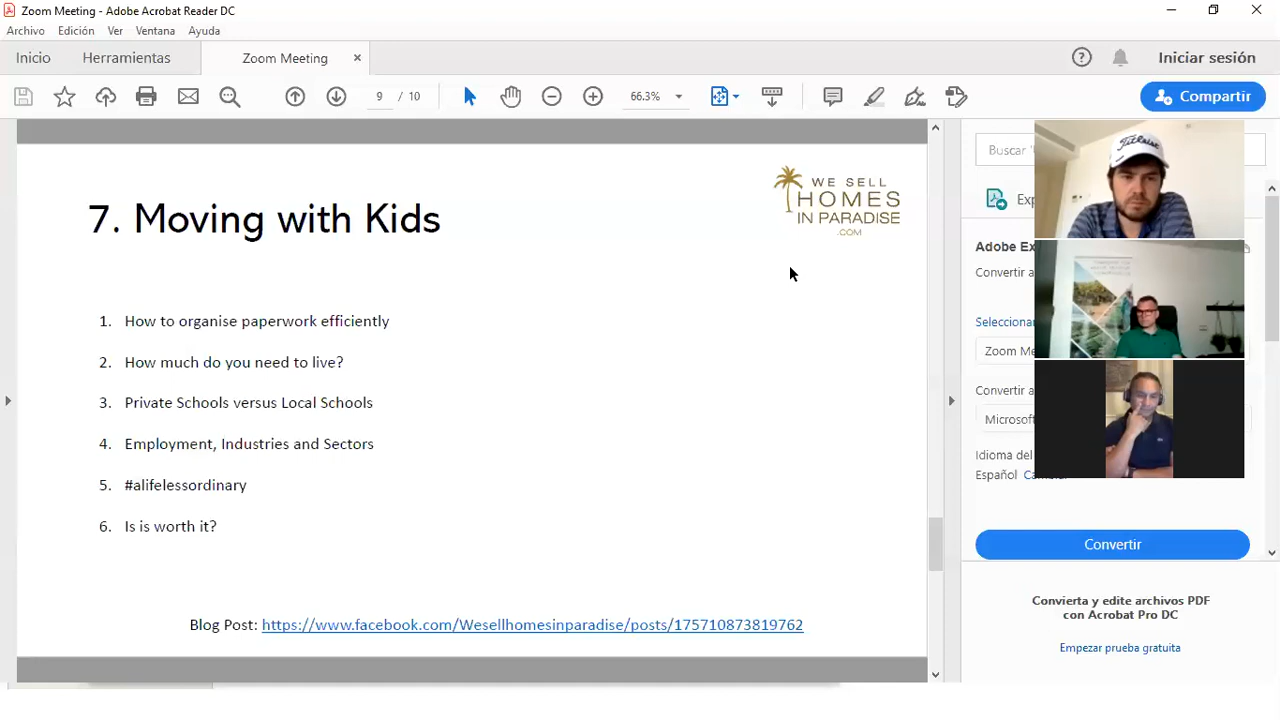 Zoom Meeting - Adobe Acrobat Reader DC
Archivo Edición Ver Ventana Ayuda
Inicio Herramientas Zoom Meeting × Iniciar sesión
9 / 10 66.3% Compartir
WE SELL
HOMES
IN PARADISE
.COM
7. Moving with Kids
1. How to organise paperwork efficiently
2. How much do you need to live?
3. Private Schools versus Local Schools
4. Employment, Industries and Sectors
5. #alifelessordinary
6. Is is worth it?
Blog Post: https://www.facebook.com/Wesellhomesinparadise/posts/175710873819762
Buscar
Titleist
Adobe
Convertir
Seleccionar
Zoom
Convertir
Idioma del
Español
Convertir
Convierta y edite archivos PDF
con Acrobat Pro DC
Empezar prueba gratuita